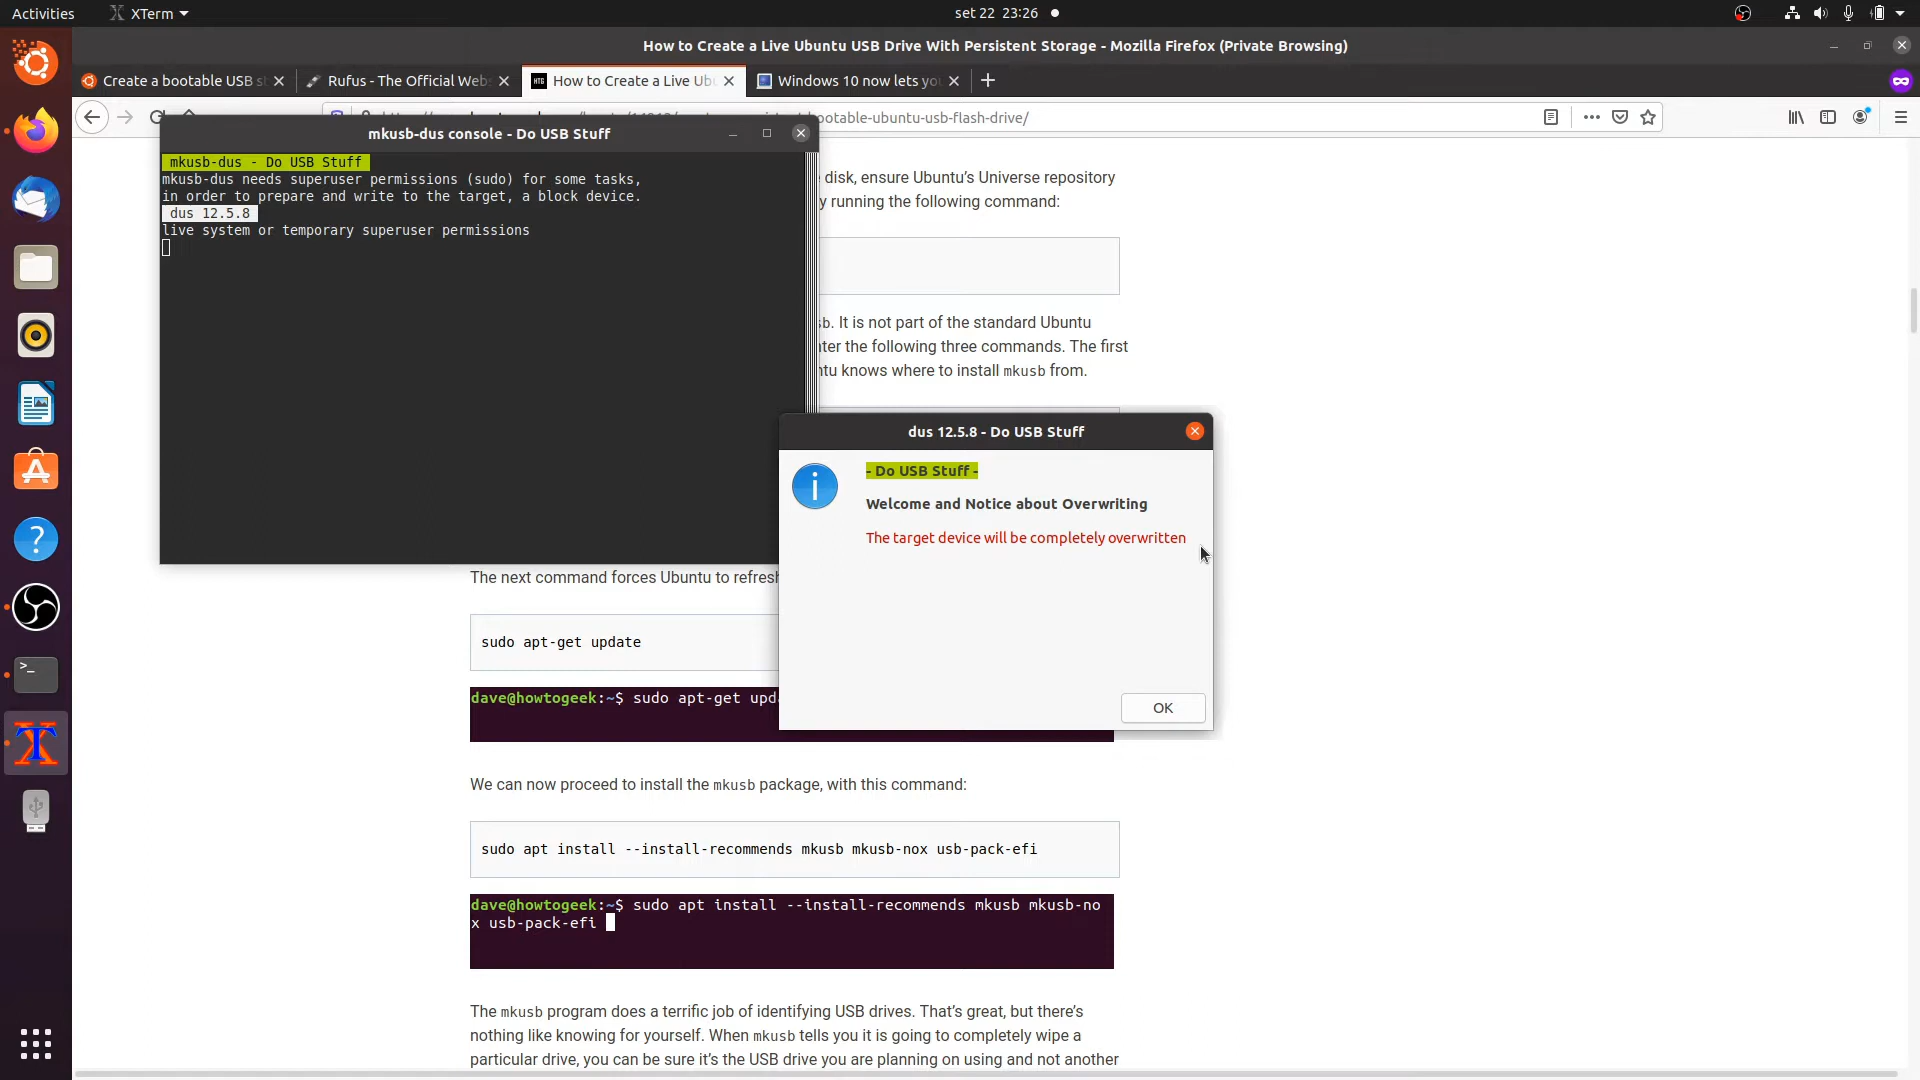 Activities
XTerm
set 22 23:26
How to Create a Live Ubuntu USB Drive With Persistent Storage - Mozilla Firefox (Private Browsing)
Create a bootable USB s
Rufus - The Official Web
How to Create a Live Ub
Windows 10 now lets yo
bootable-ubuntu-usb-flash-drive/
mkusb-dus console - Do USB Stuff
mkusb-dus - Do USB Stuff
mkusb-dus needs superuser permissions (sudo) for some tasks,
in order to prepare and write to the target, a block device.
dus 12.5.8
live system or temporary superuser permissions
disk, ensure Ubuntu’s Universe repository
y running the following command:
sb. It is not part of the standard Ubuntu
nter the following three commands. The first
ntu knows where to install mkusb from.
dus 12.5.8 - Do USB Stuff
- Do USB Stuff -
Welcome and Notice about Overwriting
The target device will be completely overwritten
OK
The next command forces Ubuntu to refresh
sudo apt-get update
dave@howtogeek:~$ sudo apt-get upda
We can now proceed to install the mkusb package, with this command:
sudo apt install --install-recommends mkusb mkusb-nox usb-pack-efi
dave@howtogeek:~$ sudo apt install --install-recommends mkusb mkusb-no
x usb-pack-efi
The mkusb program does a terrific job of identifying USB drives. That’s great, but there’s
nothing like knowing for yourself. When mkusb tells you it is going to completely wipe a
particular drive, you can be sure it’s the USB drive you are planning on using and not another